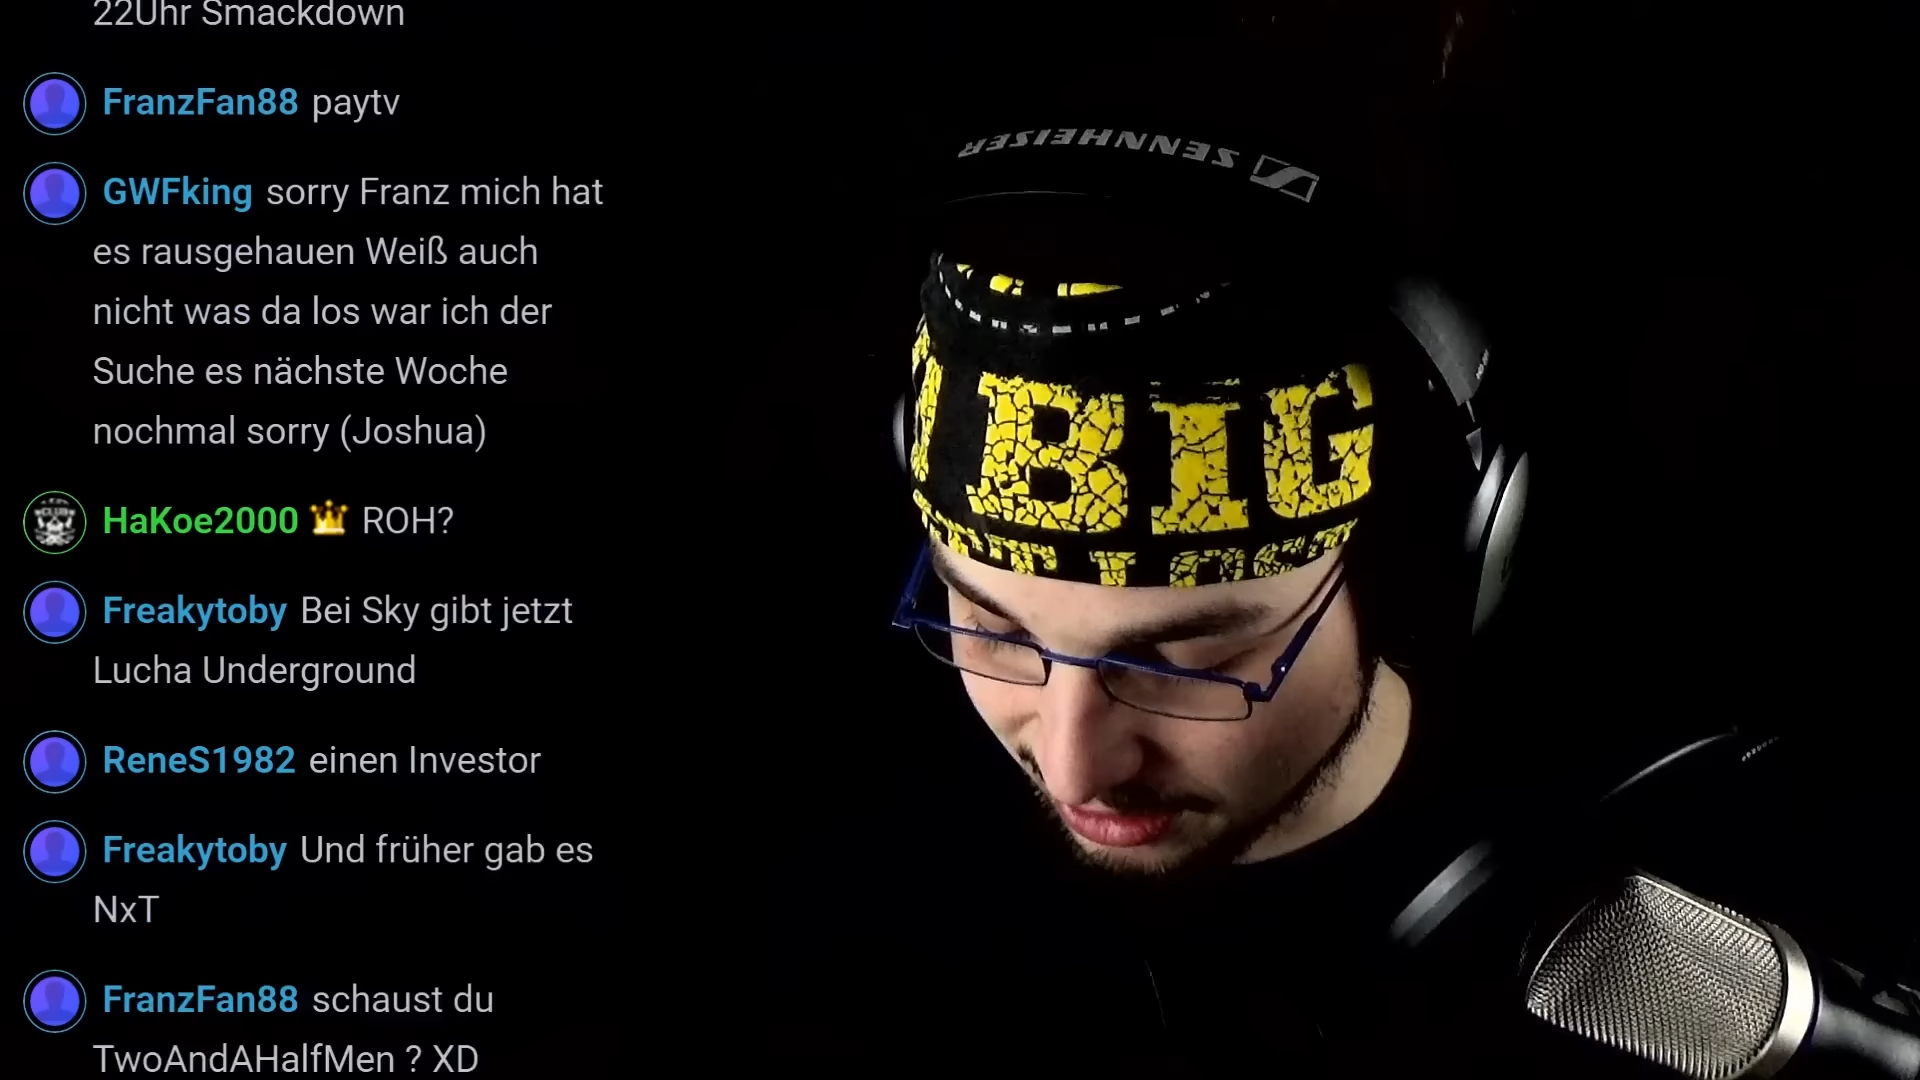 22Uhr Smackdown
FranzFan88 paytv
GWFking sorry Franz mich hat
es rausgehauen Weiß auch
nicht was da los war ich der
Suche es nächste Woche
nochmal sorry (Joshua)
HaKoe2000 ROH?
Freakytoby Bei Sky gibt jetzt
Lucha Underground
ReneS1982 einen Investor
Freakytoby Und früher gab es
NxT
FranzFan88 schaust du
TwoAndAHalfMen ? XD
SENNHEISER
BIG